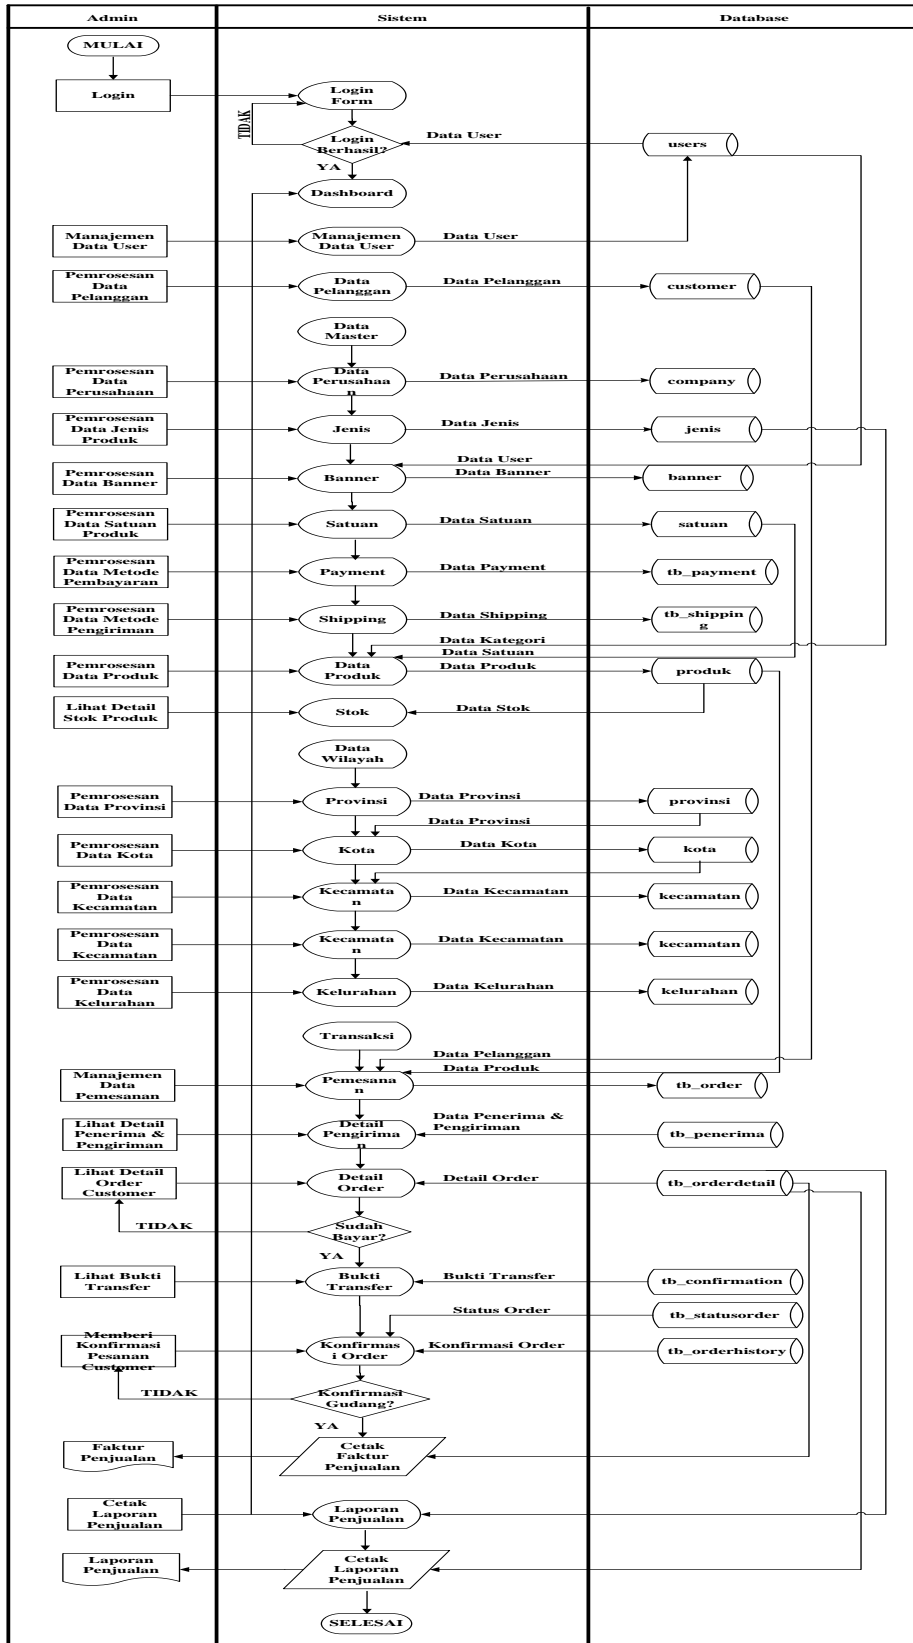 Admin
Sistem
Database
MULAI
Login
Login
Form
TIDAK
Login
Berhasil?
Data User
users
YA
Dashboard
Manajemen
Data User
Manajemen
Data User
Data User
Pemrosesan
Data
Pelanggan
Data
Pelanggan
Data Pelanggan
customer
Data
Master
Pemrosesan
Data
Perusahaan
Data
Perusahaa
n
Data Perusahaan
company
Pemrosesan
Data Jenis
Produk
Jenis
Data Jenis
jenis
Data User
Pemrosesan
Data Banner
Banner
Data Banner
banner
Pemrosesan
Data Satuan
Produk
Satuan
Data Satuan
satuan
Pemrosesan
Data Metode
Pembayaran
Payment
Data Payment
tb_payment
Pemrosesan
Data Metode
Pengiriman
Shipping
Data Shipping
tb_shippin
g
Data Kategori
Data Satuan
Pemrosesan
Data Produk
Data
Produk
Data Produk
produk
Lihat Detail
Stok Produk
Stok
Data Stok
Data
Wilayah
Pemrosesan
Data Provinsi
Provinsi
Data Provinsi
provinsi
Data Provinsi
Pemrosesan
Data Kota
Kota
Data Kota
kota
Pemrosesan
Data
Kecamatan
Kecamata
n
Data Kecamatan
kecamatan
Pemrosesan
Data
Kecamatan
Kecamata
n
Data Kecamatan
kecamatan
Pemrosesan
Data
Kelurahan
Kelurahan
Data Kelurahan
kelurahan
Transaksi
Data Pelanggan
Data Produk
Manajemen
Data
Pemesanan
Pemesana
n
tb_order
Lihat Detail
Penerima &
Pengiriman
Detail
Pengirima
n
Data Penerima &
Pengiriman
tb_penerima
Lihat Detail
Order
Customer
Detail
Order
Detail Order
tb_orderdetail
TIDAK
Sudah
Bayar?
YA
Lihat Bukti
Transfer
Bukti
Transfer
Bukti Transfer
tb_confirmation
Status Order
tb_statusorder
Memberi
Konfirmasi
Pesanan
Customer
Konfirmas
i Order
Konfirmasi Order
tb_orderhistory
TIDAK
Konfirmasi
Gudang?
YA
Faktur
Penjualan
Cetak
Faktur
Penjualan
Cetak
Laporan
Penjualan
Laporan
Penjualan
Laporan
Penjualan
Cetak
Laporan
Penjualan
SELESAI